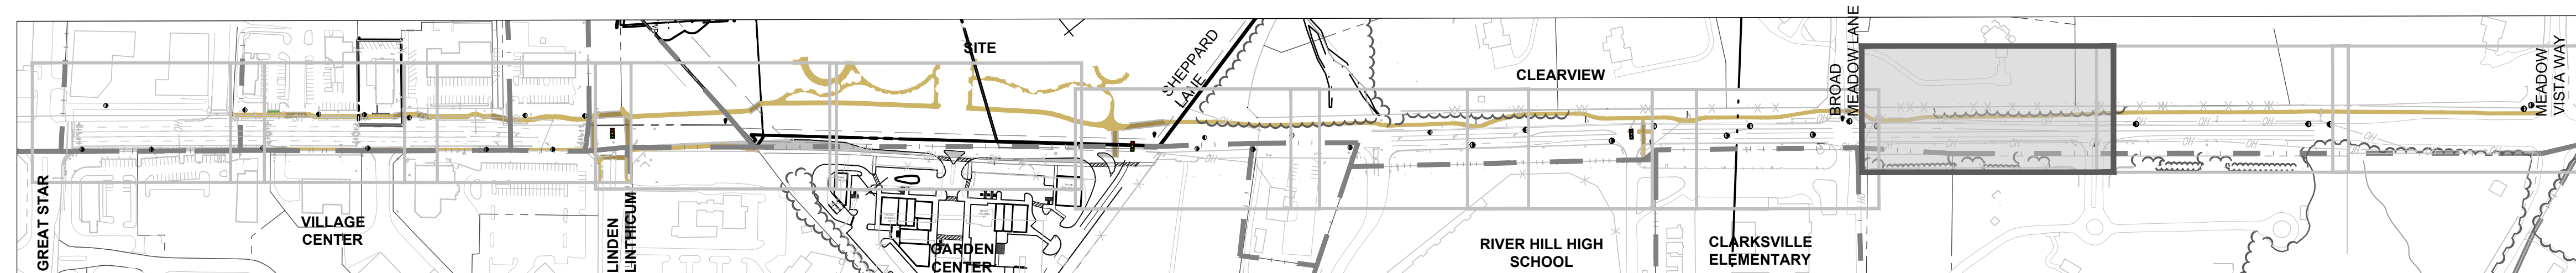 GREAT STAR
VILLAGE
CENTER
LINDEN
LINTHICUM
SITE
GARDEN
CENTER
SHEPPARD
LANE
CLEARVIEW
RIVER HILL HIGH
SCHOOL
CLARKSVILLE
ELEMENTARY
BROAD
MEADOW LANE
MEADOW
VISTA WAY